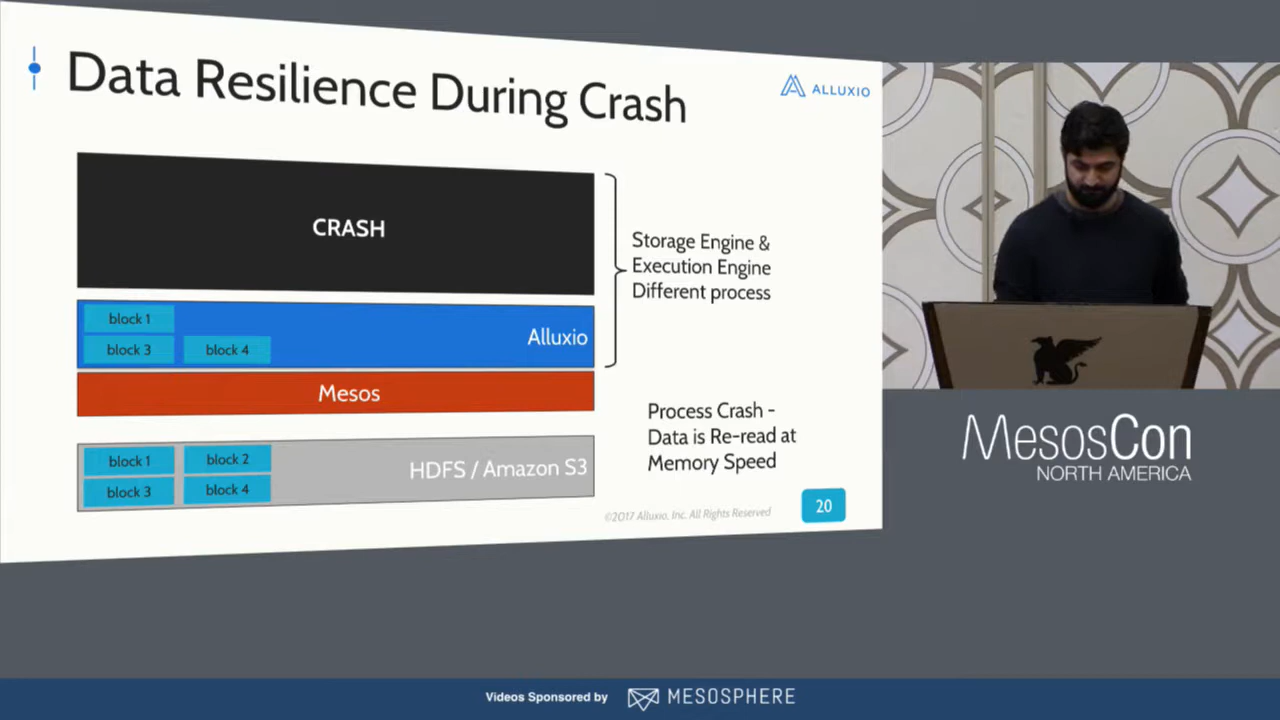 Data Resilience During Crash
ALLUXIO
CRASH
Storage Engine &
Execution Engine
Different process
block 1
block 3
block 4
Alluxio
Mesos
Process Crash -
Data is Re-read at
Memory Speed
block 1
block 2
block 3
block 4
HDFS / Amazon S3
©2017 Alluxio, Inc. All Rights Reserved
20
MesosCon
NORTH AMERICA
Videos Sponsored by
MESOSPHERE